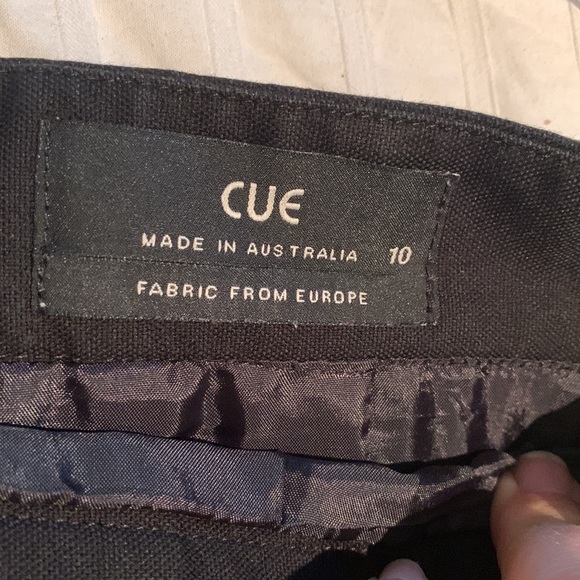 CUE
MADE IN AUSTRALIA 10
FABRIC FROM EUROPE